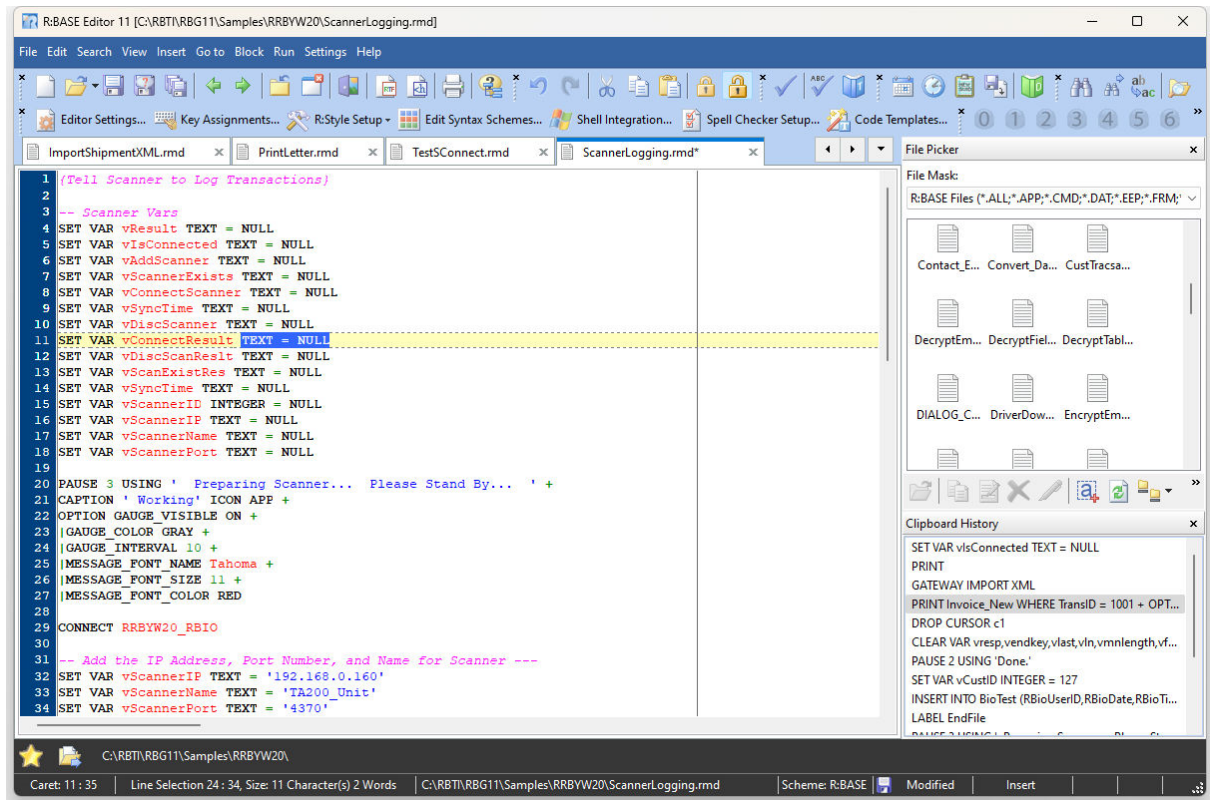 R:BASE Editor 11 [C:\RBTI\RBG11\Samples\RRBYW20\ScannerLogging.rmd]
File Edit Search View Insert Go to Block Run Settings Help
Editor Settings... Key Assignments... R:Style Setup Edit Syntax Schemes... Shell Integration... Spell Checker Setup... Code Templates... 0 1 2 3 4 5 6 »
ImportShipmentXML.rmd × PrintLetter.rmd × TestSConnect.rmd × ScannerLogging.rmd* ×
1 {Tell Scanner to Log Transactions}
2
3 -- Scanner Vars
4 SET VAR vResult TEXT = NULL
5 SET VAR vIsConnected TEXT = NULL
6 SET VAR vAddScanner TEXT = NULL
7 SET VAR vScannerExists TEXT = NULL
8 SET VAR vConnectScanner TEXT = NULL
9 SET VAR vSyncTime TEXT = NULL
10 SET VAR vDiscScanner TEXT = NULL
11 SET VAR vConnectResult TEXT = NULL
12 SET VAR vDiscScanReslt TEXT = NULL
13 SET VAR vScanExistRes TEXT = NULL
14 SET VAR vSyncTime TEXT = NULL
15 SET VAR vScannerID INTEGER = NULL
16 SET VAR vScannerIP TEXT = NULL
17 SET VAR vScannerName TEXT = NULL
18 SET VAR vScannerPort TEXT = NULL
19
20 PAUSE 3 USING '  Preparing Scanner...  Please Stand By...  ' +
21 CAPTION ' Working' ICON APP +
22 OPTION GAUGE_VISIBLE ON +
23 |GAUGE_COLOR GRAY +
24 |GAUGE_INTERVAL 10 +
25 |MESSAGE_FONT_NAME Tahoma +
26 |MESSAGE_FONT_SIZE 11 +
27 |MESSAGE_FONT_COLOR RED
28
29 CONNECT RRBYW20_RBIO
30
31 -- Add the IP Address, Port Number, and Name for Scanner ---
32 SET VAR vScannerIP TEXT = '192.168.0.160'
33 SET VAR vScannerName TEXT = 'TA200_Unit'
34 SET VAR vScannerPort TEXT = '4370'
File Picker ×
File Mask:
R:BASE Files (*.ALL;*.APP;*.CMD;*.DAT;*.EEP;*.FRM;
Contact_E... Convert_Da... CustTracsa...
DecryptEm... DecryptFiel... DecryptTabl...
DIALOG_C... DriverDow... EncryptEm...
Clipboard History ×
SET VAR vIsConnected TEXT = NULL
PRINT
GATEWAY IMPORT XML
PRINT Invoice_New WHERE TransID = 1001 + OPT...
DROP CURSOR c1
CLEAR VAR vresp,vendkey,vlast,vln,vmnlength,vf...
PAUSE 2 USING 'Done.'
SET VAR vCustID INTEGER = 127
INSERT INTO BioTest (RBioUserID,RBioDate,RBioTi...
LABEL EndFile
C:\RBTI\RBG11\Samples\RRBYW20\
Caret: 11 : 35 Line Selection 24 : 34, Size: 11 Character(s) 2 Words C:\RBTI\RBG11\Samples\RRBYW20\ScannerLogging.rmd Scheme: R:BASE Modified Insert